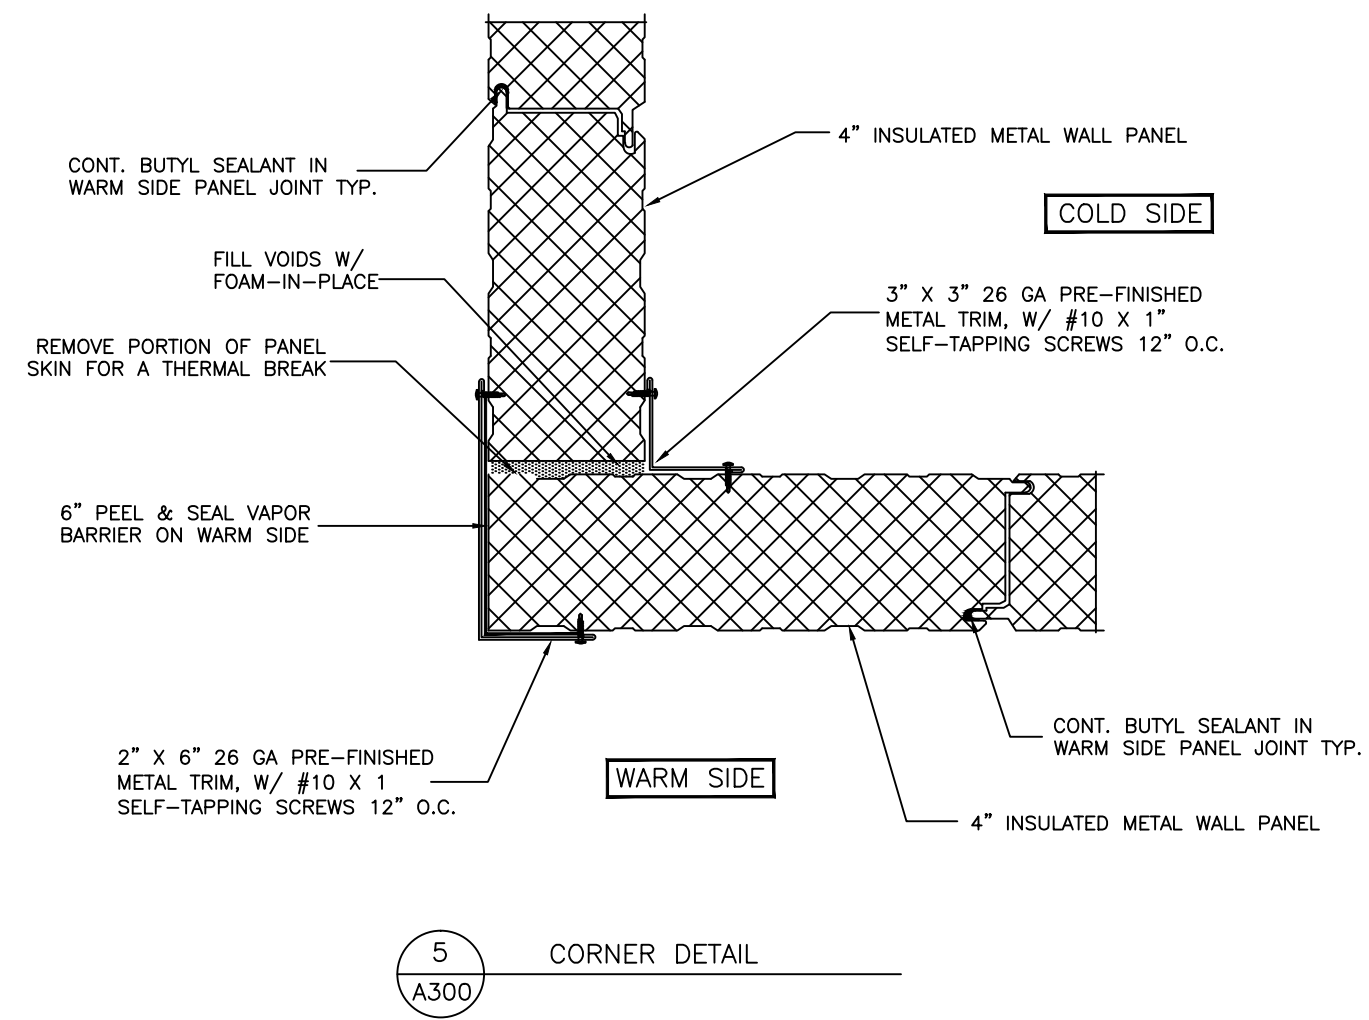 4” INSULATED METAL WALL PANEL
CONT. BUTYL SEALANT IN
WARM SIDE PANEL JOINT TYP.
COLD SIDE
FILL VOIDS W/
FOAM-IN-PLACE
3” X 3” 26 GA PRE-FINISHED
METAL TRIM, W/ #10 X 1”
SELF-TAPPING SCREWS 12” O.C.
REMOVE PORTION OF PANEL
SKIN FOR A THERMAL BREAK
6” PEEL & SEAL VAPOR
BARRIER ON WARM SIDE
CONT. BUTYL SEALANT IN
WARM SIDE PANEL JOINT TYP.
2” X 6” 26 GA PRE-FINISHED
METAL TRIM, W/ #10 X 1
SELF-TAPPING SCREWS 12” O.C.
WARM SIDE
4” INSULATED METAL WALL PANEL
5
CORNER DETAIL
A300